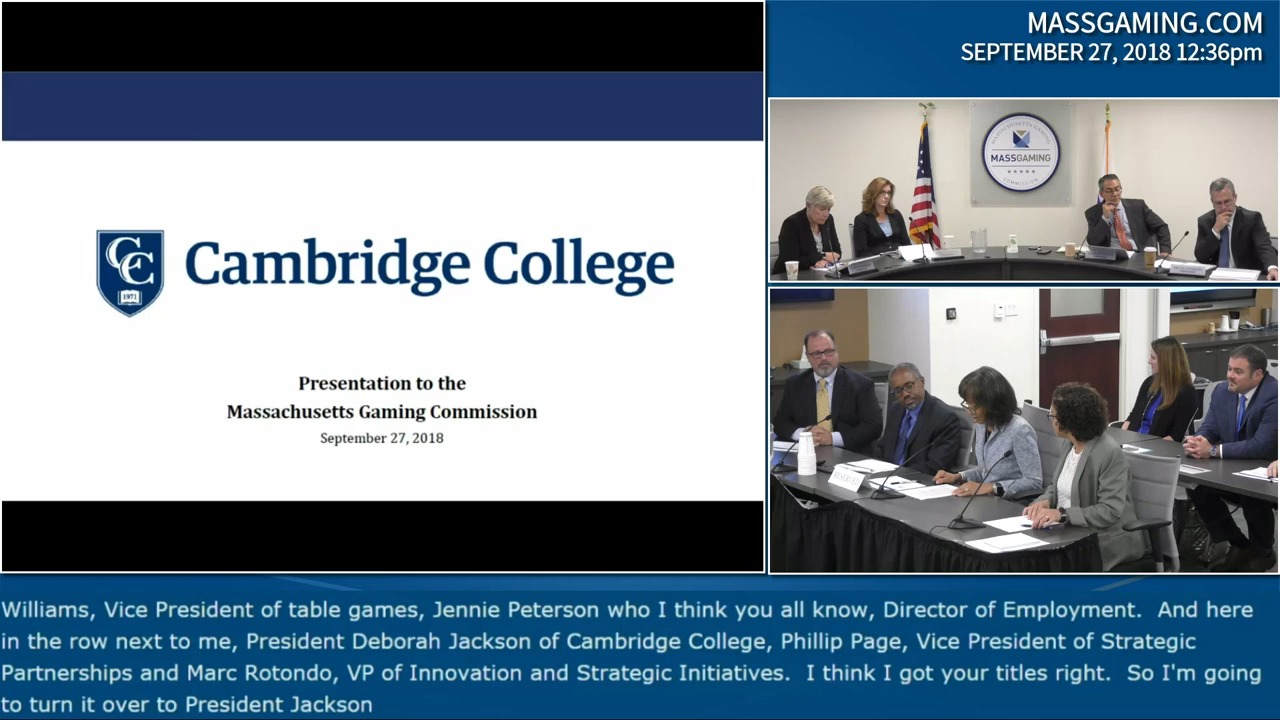 MASSGAMING.COM
SEPTEMBER 27, 2018 12:36pm
CC
1971
Cambridge College
Presentation to the
Massachusetts Gaming Commission
September 27, 2018
MASSACHUSETTS GAMING
MASSGAMING
COMMISSION
RESERVED
Williams, Vice President of table games, Jennie Peterson who I think you all know, Director of Employment.  And here
in the row next to me, President Deborah Jackson of Cambridge College, Phillip Page, Vice President of Strategic
Partnerships and Marc Rotondo, VP of Innovation and Strategic Initiatives.  I think I got your titles right.  So I'm going
to turn it over to President Jackson